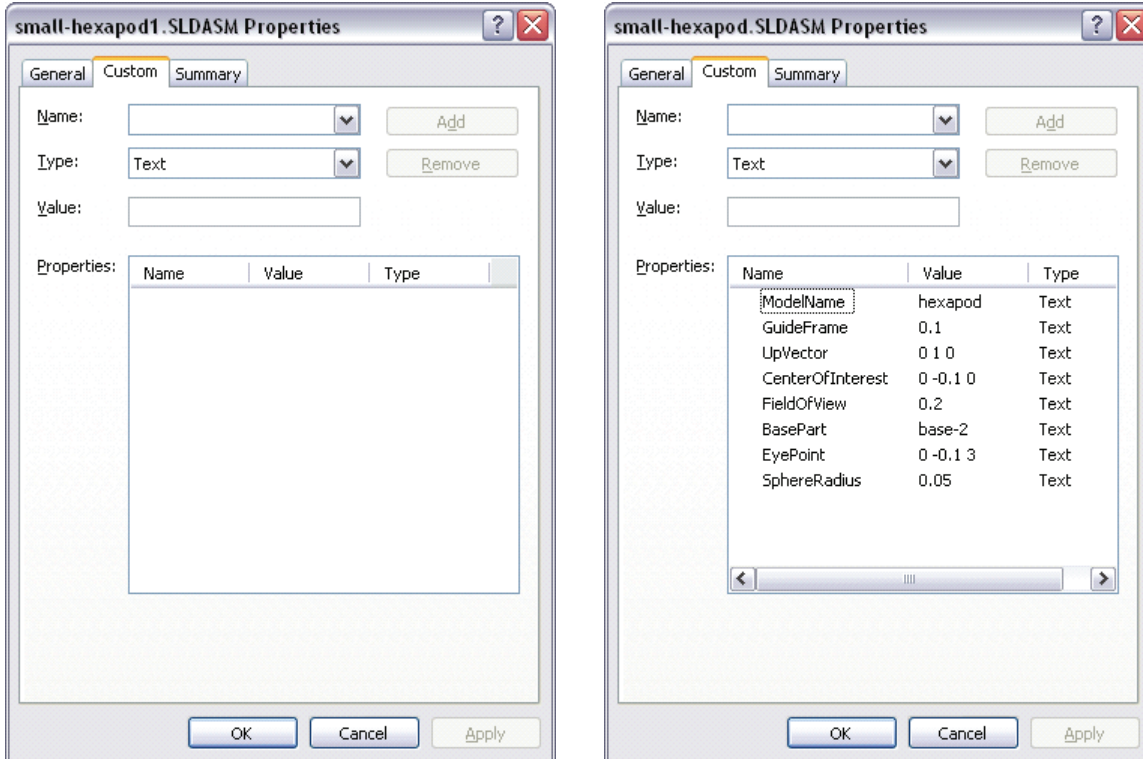 small-hexapod1.SLDASM Properties
General Custom Summary
Name: Add
Type: Text Remove
Value:
Properties: Name Value Type
OK Cancel Apply
small-hexapod.SLDASM Properties
General Custom Summary
Name: Add
Type: Text Remove
Value:
Properties: Name Value Type
ModelName hexapod Text
GuideFrame 0.1 Text
UpVector 0 1 0 Text
CenterOfInterest 0 -0.1 0 Text
FieldOfView 0.2 Text
BasePart base-2 Text
EyePoint 0 -0.1 3 Text
SphereRadius 0.05 Text
OK Cancel Apply